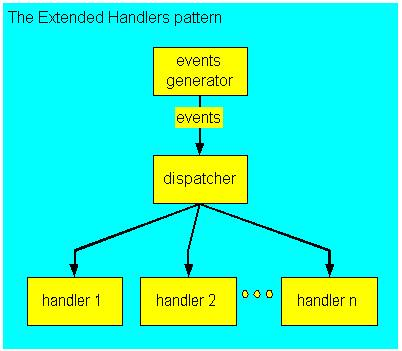 The Extended Handlers pattern
events
generator
events
dispatcher
handler 1
handler 2
handler n